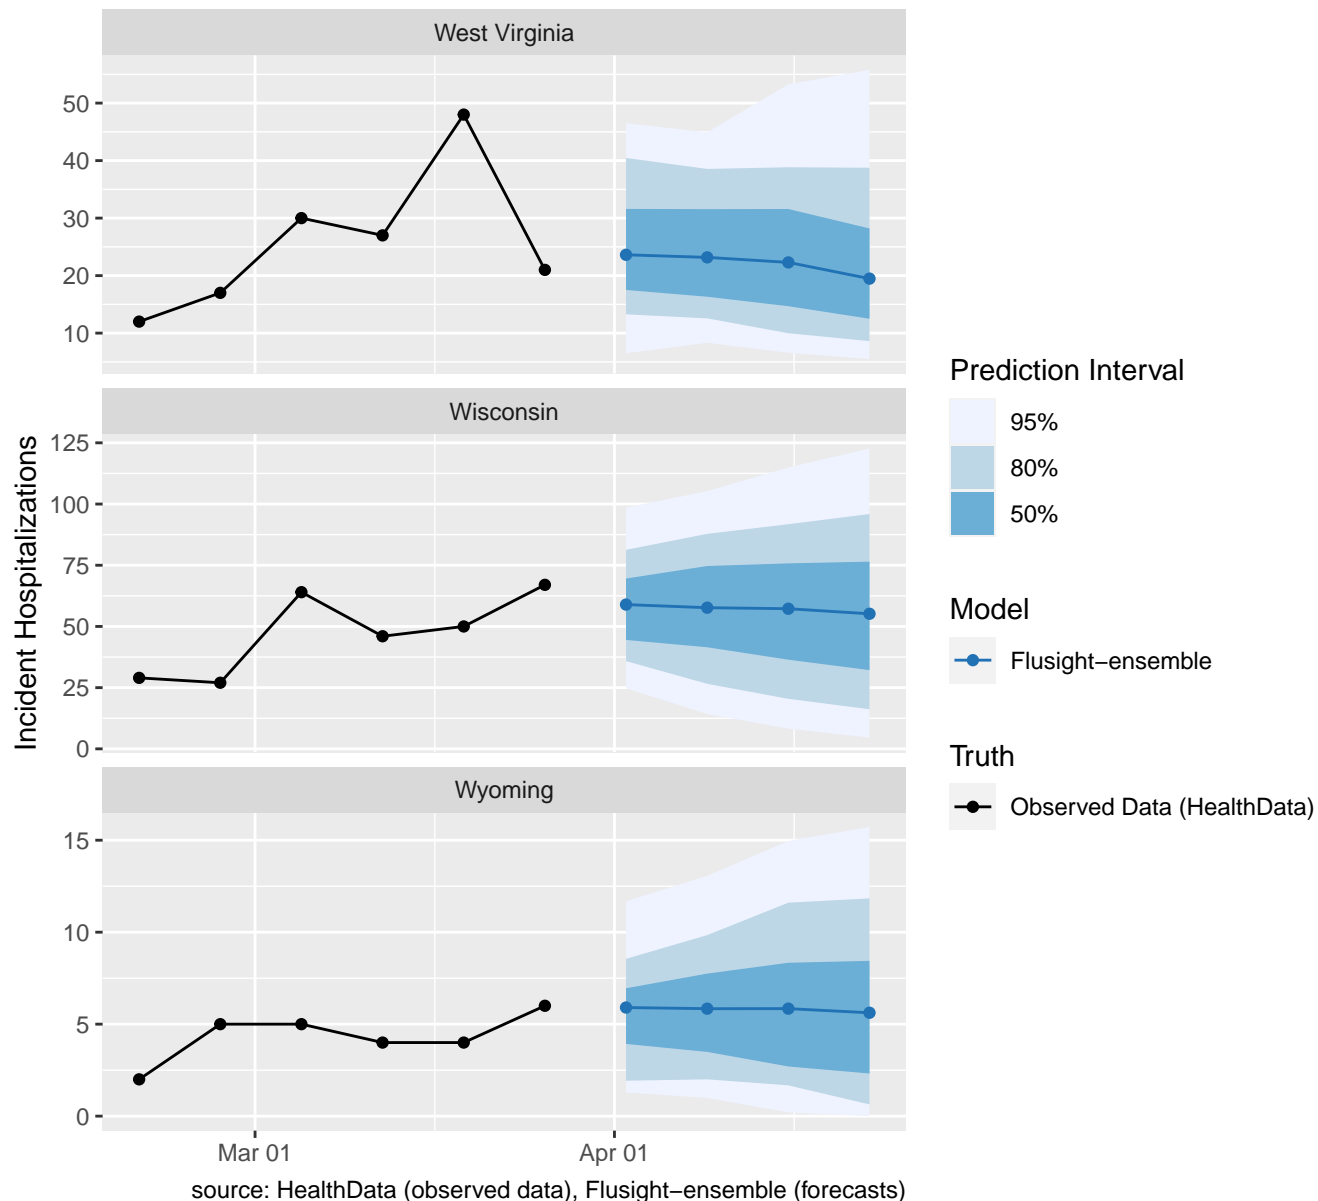 West Virginia
50
40
30
20
10
Wisconsin
125
100
75
50
25
0
Wyoming
15
10
5
0
Mar 01
Apr 01
Incident Hospitalizations
source: HealthData (observed data), Flusight−ensemble (forecasts)
Prediction Interval
95%
80%
50%
Model
Flusight−ensemble
Truth
Observed Data (HealthData)